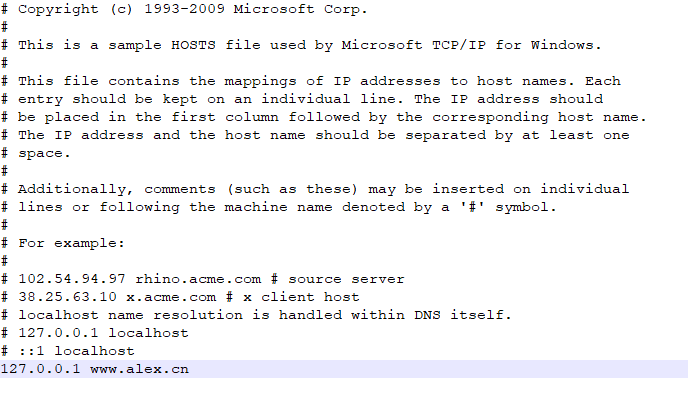 # Copyright (c) 1993-2009 Microsoft Corp.
#
# This is a sample HOSTS file used by Microsoft TCP/IP for Windows.
#
# This file contains the mappings of IP addresses to host names. Each
# entry should be kept on an individual line. The IP address should
# be placed in the first column followed by the corresponding host name.
# The IP address and the host name should be separated by at least one
# space.
#
# Additionally, comments (such as these) may be inserted on individual
# lines or following the machine name denoted by a '#' symbol.
#
# For example:
#
# 102.54.94.97 rhino.acme.com # source server
# 38.25.63.10 x.acme.com # x client host
# localhost name resolution is handled within DNS itself.
# 127.0.0.1 localhost
# ::1 localhost
127.0.0.1 www.alex.cn